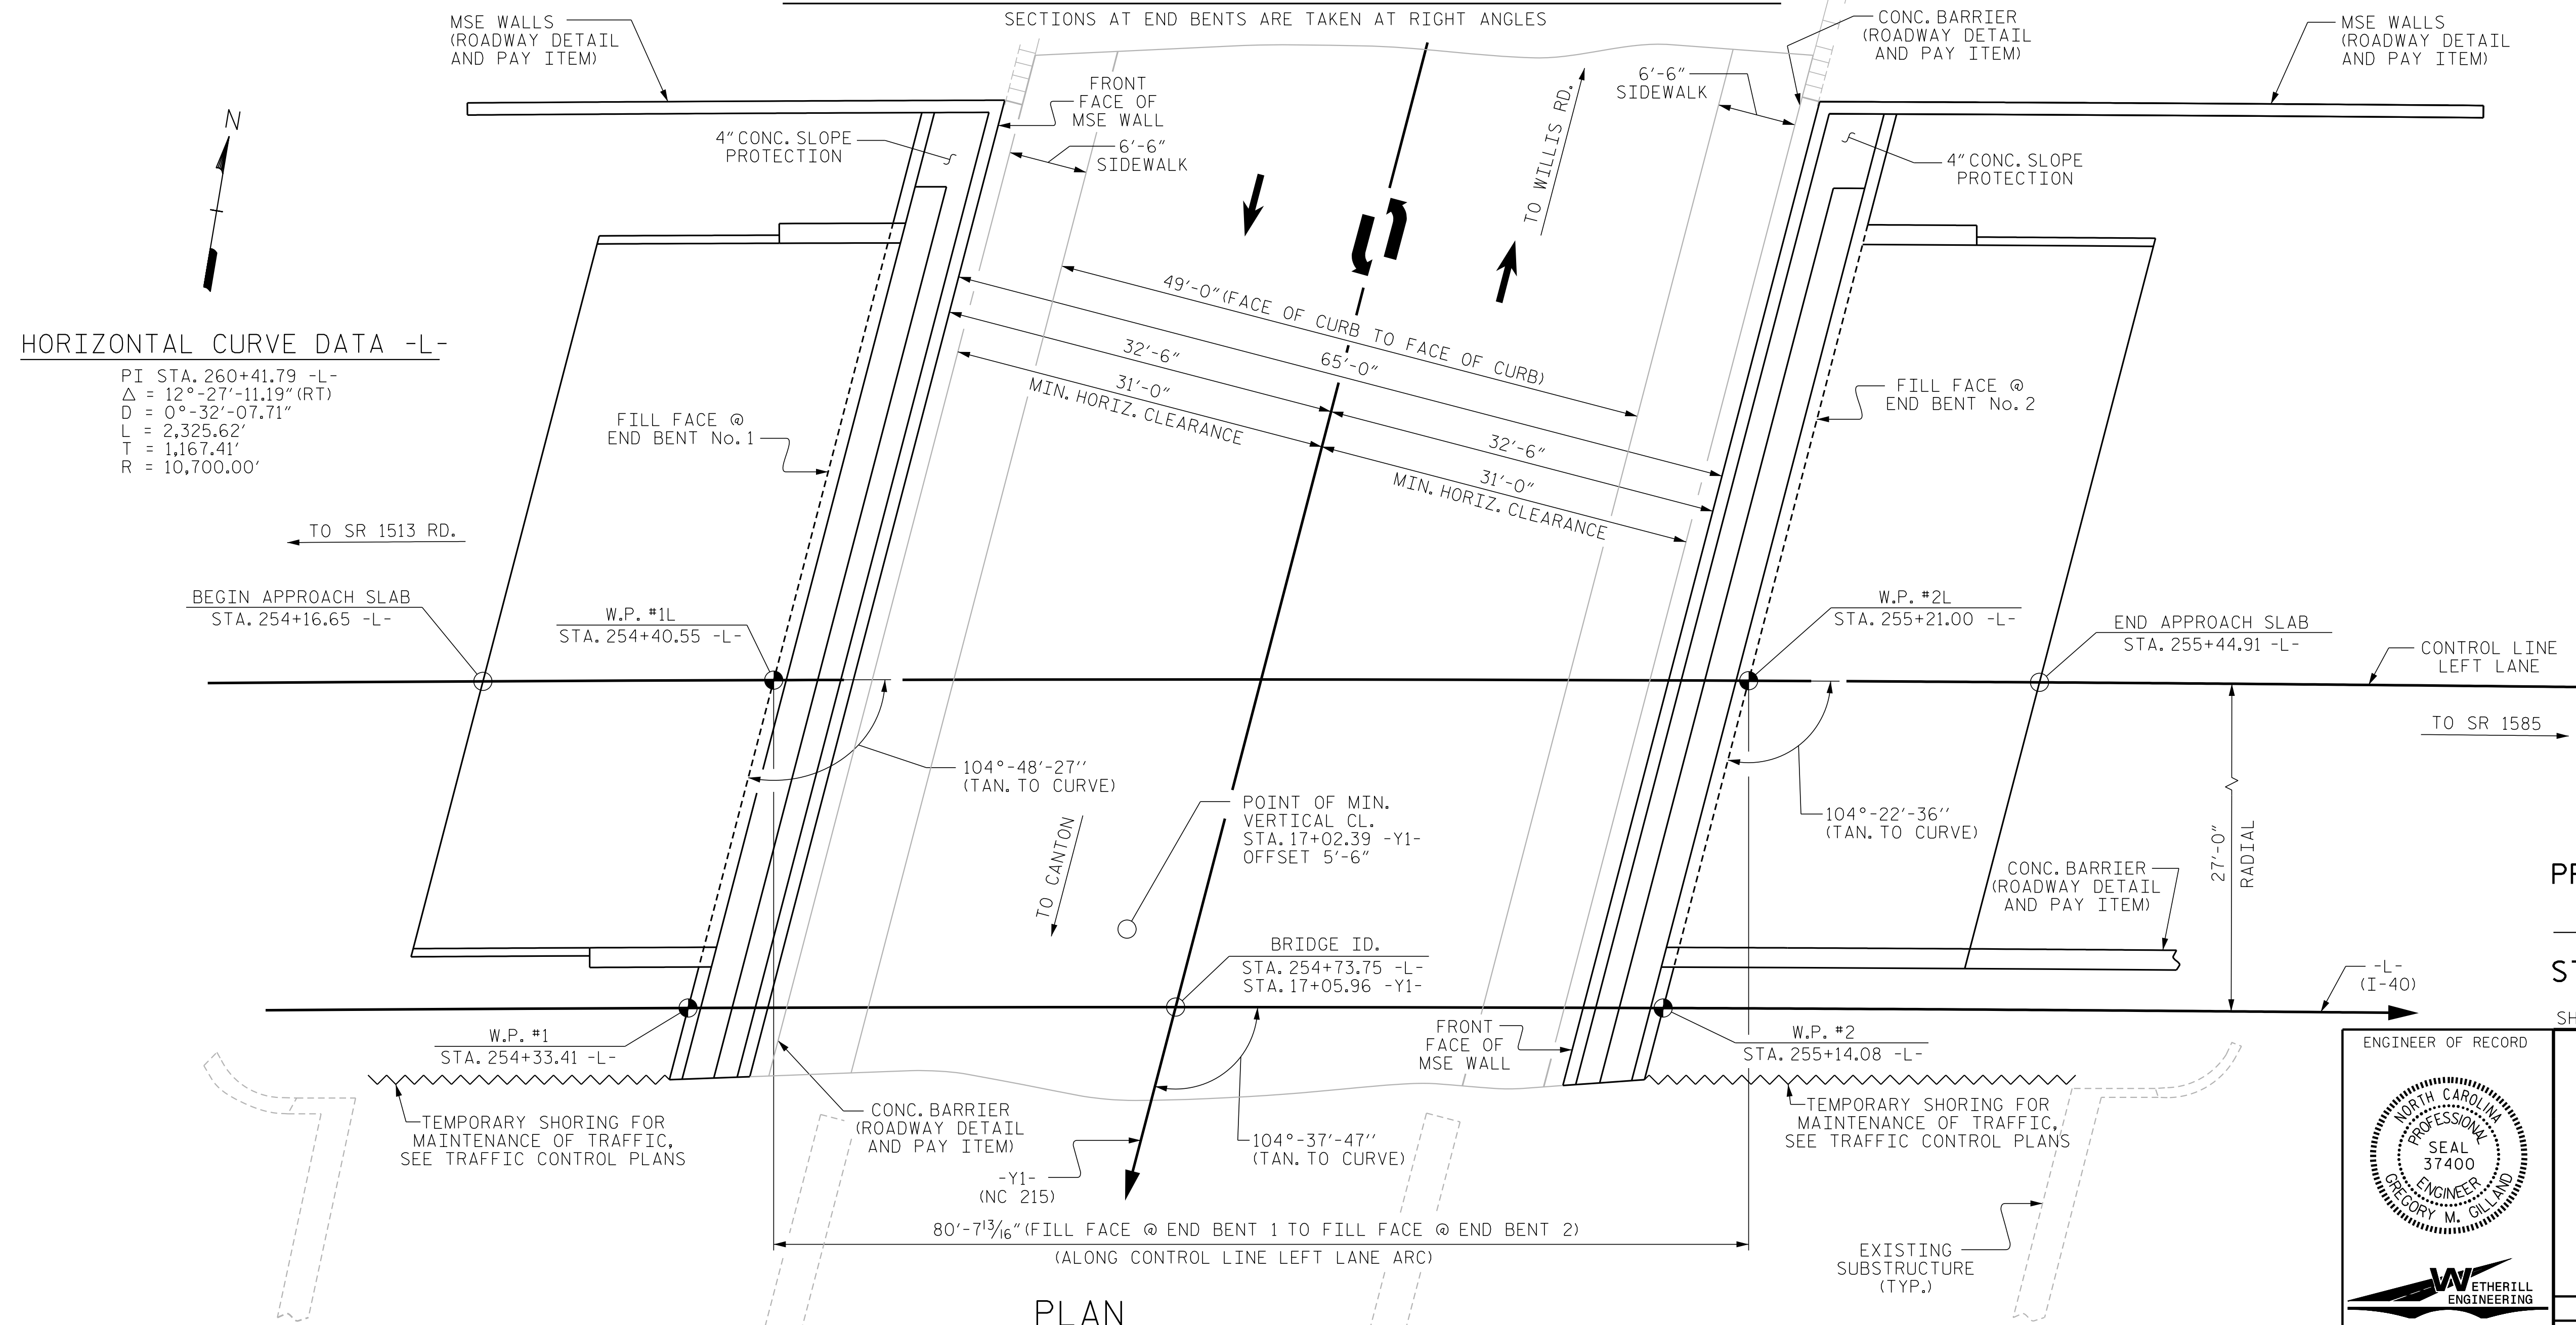 SECTIONS AT END BENTS ARE TAKEN AT RIGHT ANGLES
MSE WALLS
(ROADWAY DETAIL
AND PAY ITEM)
CONC. BARRIER
(ROADWAY DETAIL
AND PAY ITEM)
MSE WALLS
(ROADWAY DETAIL
AND PAY ITEM)
N
4" CONC. SLOPE
PROTECTION
FRONT
FACE OF
MSE WALL
6'-6"
SIDEWALK
6'-6"
SIDEWALK
TO WILLIS RD.
4" CONC. SLOPE
PROTECTION
HORIZONTAL CURVE DATA -L-
PI STA. 260+41.79 -L-
Δ = 12°-27'-11.19" (RT)
D = 0°-32'-07.71"
L = 2,325.62'
T = 1,167.41'
R = 10,700.00'
49'-0" (FACE OF CURB TO FACE OF CURB)
65'-0"
32'-6"
32'-6"
31'-0"
MIN. HORIZ. CLEARANCE
31'-0"
MIN. HORIZ. CLEARANCE
FILL FACE @
END BENT No. 1
FILL FACE @
END BENT No. 2
TO SR 1513 RD.
BEGIN APPROACH SLAB
STA. 254+16.65 -L-
W.P. #1L
STA. 254+40.55 -L-
W.P. #2L
STA. 255+21.00 -L-
END APPROACH SLAB
STA. 255+44.91 -L-
CONTROL LINE
LEFT LANE
TO SR 1585
104°-48'-27''
(TAN. TO CURVE)
TO CANTON
POINT OF MIN.
VERTICAL CL.
STA. 17+02.39 -Y1-
OFFSET 5'-6"
104°-22'-36''
(TAN. TO CURVE)
27'-0"
RADIAL
CONC. BARRIER
(ROADWAY DETAIL
AND PAY ITEM)
BRIDGE ID.
STA. 254+73.75 -L-
STA. 17+05.96 -Y1-
-L-
(I-40)
W.P. #1
STA. 254+33.41 -L-
FRONT
FACE OF
MSE WALL
W.P. #2
STA. 255+14.08 -L-
TEMPORARY SHORING FOR
MAINTENANCE OF TRAFFIC,
SEE TRAFFIC CONTROL PLANS
CONC. BARRIER
(ROADWAY DETAIL
AND PAY ITEM)
104°-37'-47''
(TAN. TO CURVE)
TEMPORARY SHORING FOR
MAINTENANCE OF TRAFFIC,
SEE TRAFFIC CONTROL PLANS
-Y1-
(NC 215)
80'-7 13/16" (FILL FACE @ END BENT 1 TO FILL FACE @ END BENT 2)
(ALONG CONTROL LINE LEFT LANE ARC)
EXISTING
SUBSTRUCTURE
(TYP.)
PLAN
ENGINEER OF RECORD
NORTH CAROLINA
PROFESSIONAL
SEAL
37400
ENGINEER
GREGORY M. GILLAND
WETHERILL
ENGINEERING